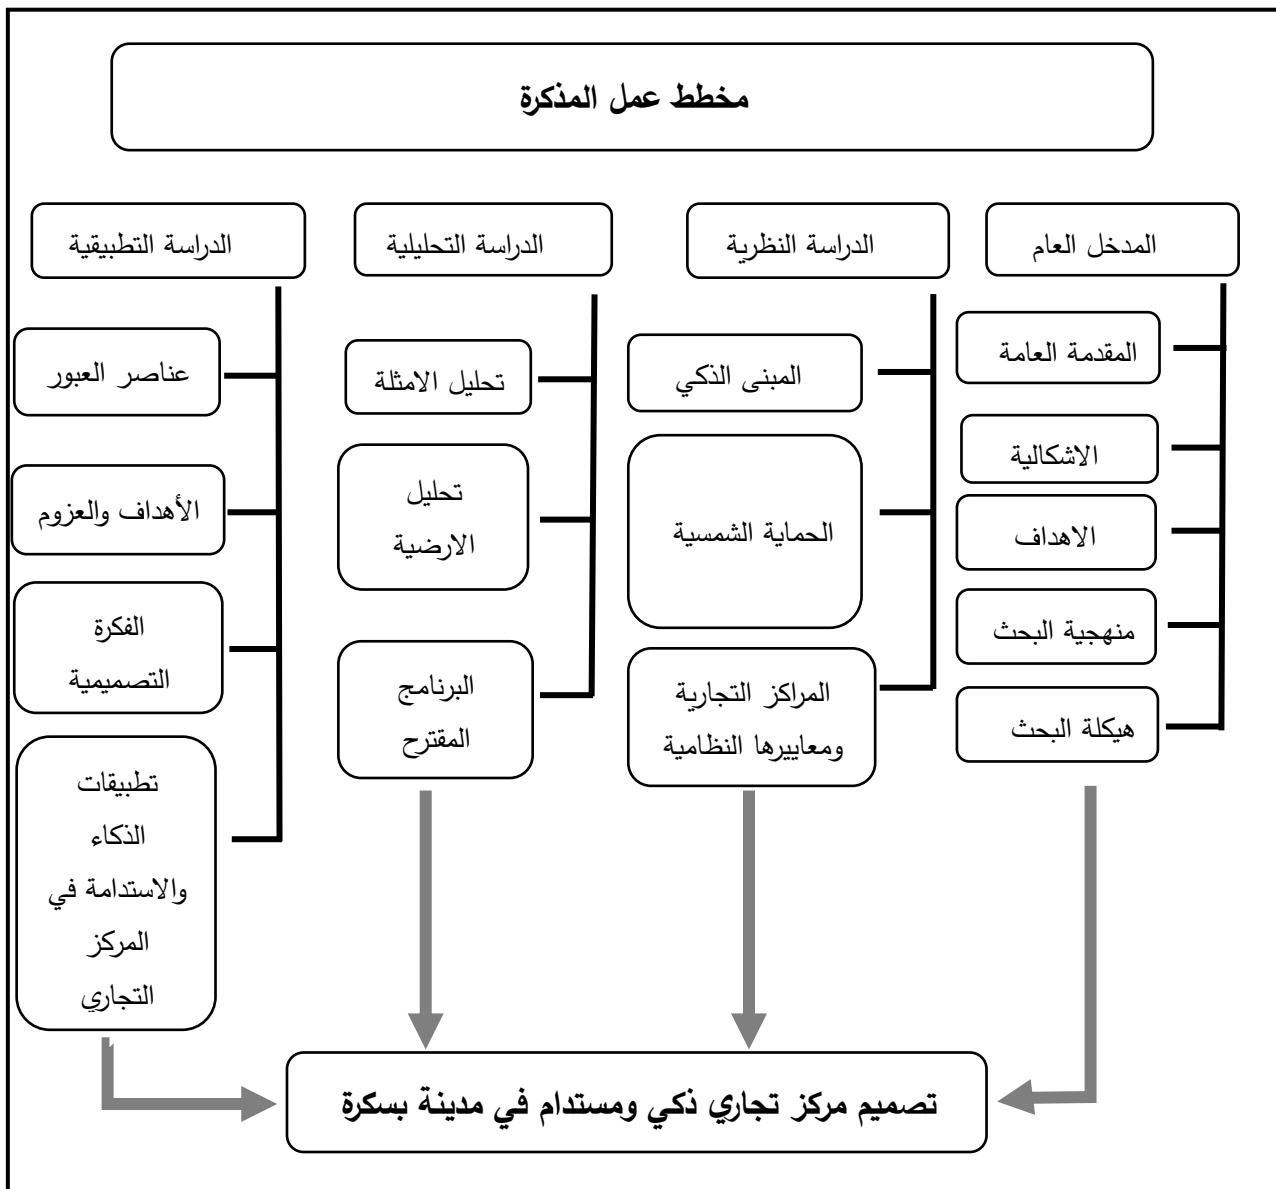 مخطط عمل المذكرة
المدخل العام
المقدمة العامة
الاشكالية
الاهداف
منهجية البحث
هيكلة البحث
الدراسة النظرية
المبنى الذكي
الحماية الشمسية
المراكز التجارية
ومعاييرها النظامية
الدراسة التحليلية
تحليل الامثلة
تحليل
الارضية
البرنامج
المقترح
الدراسة التطبيقية
عناصر العبور
الأهداف والعزوم
الفكرة
التصميمية
تطبيقات
الذكاء
والاستدامة في
المركز
التجاري
تصميم مركز تجاري ذكي ومستدام في مدينة بسكرة